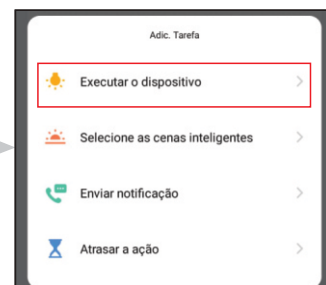 Adic. Tarefa
Executar o dispositivo
Selecione as cenas inteligentes
Enviar notificação
Atrasar a ação